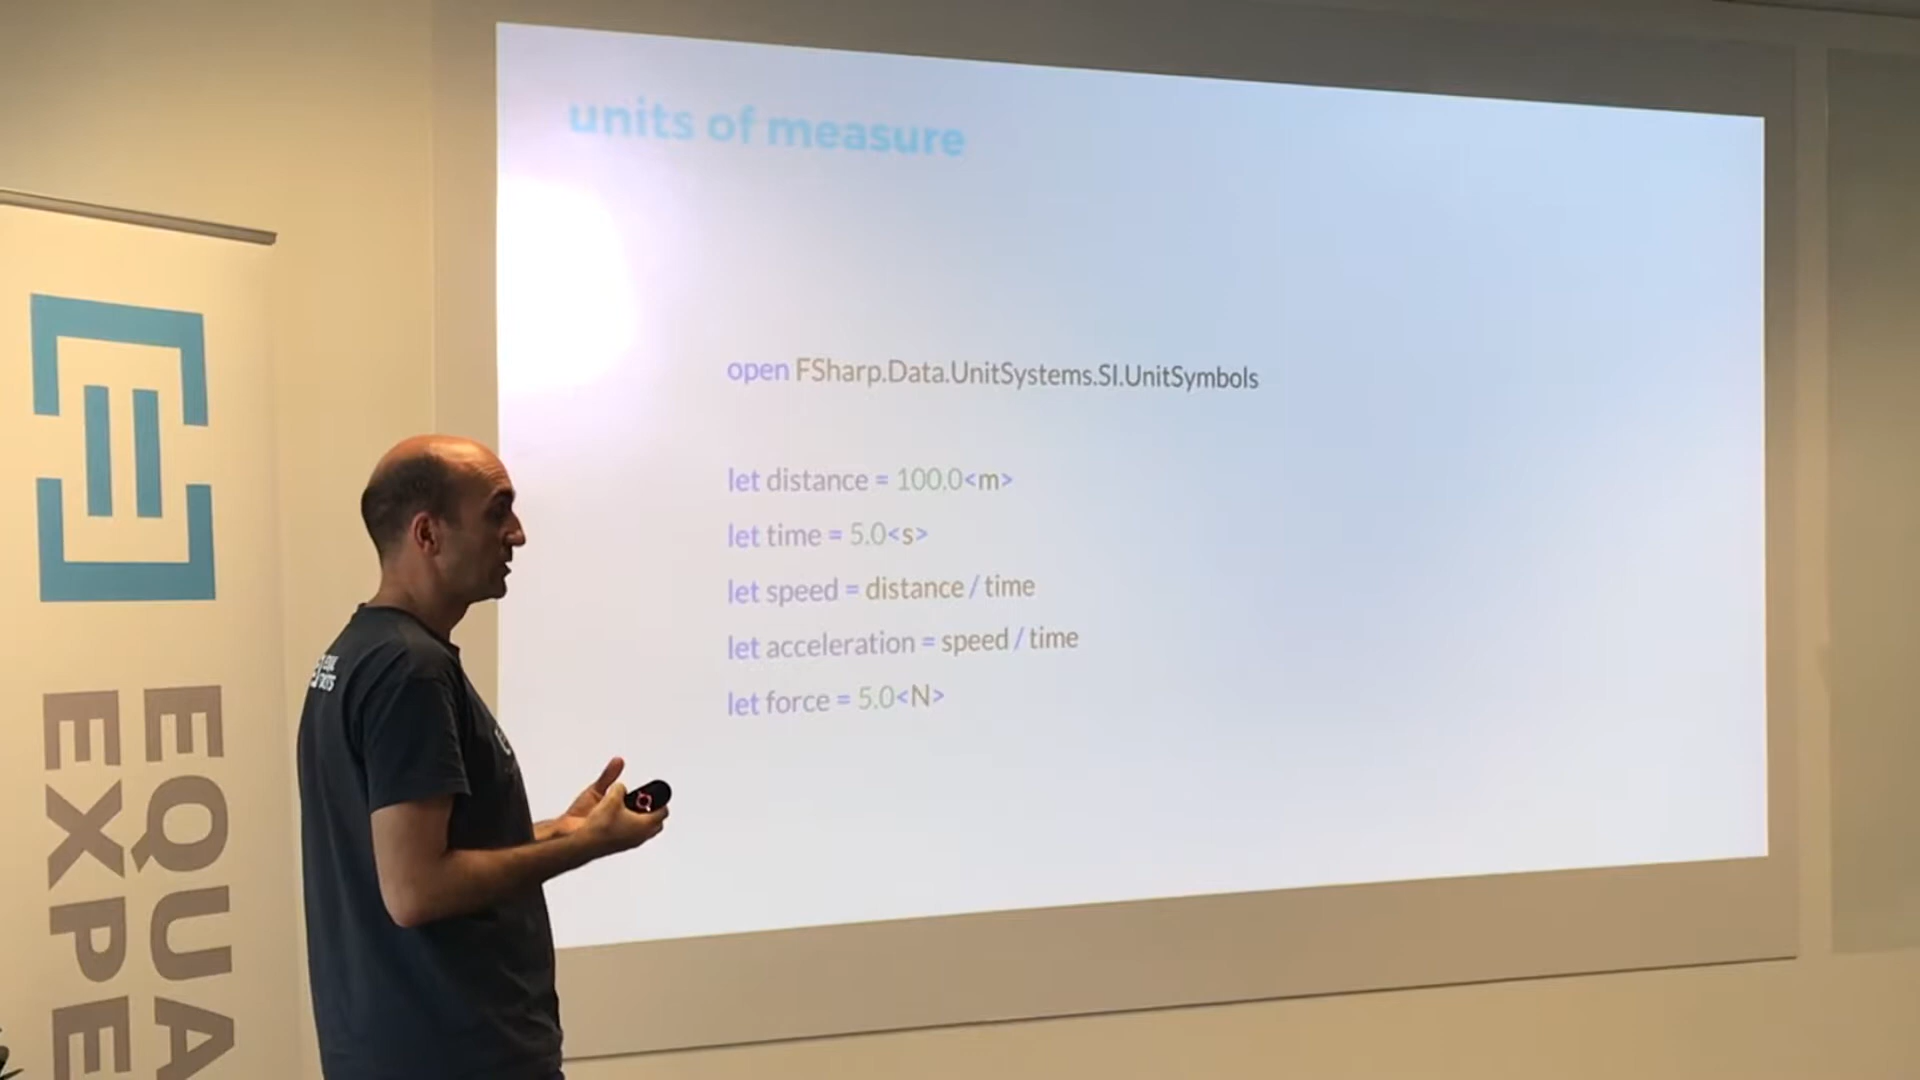 units of measure
open FSharp.Data.UnitSystems.SI.UnitSymbols
let distance = 100.0<m>
let time = 5.0<s>
let speed = distance / time
let acceleration = speed / time
let force = 5.0<N>
EQUA
EXPE